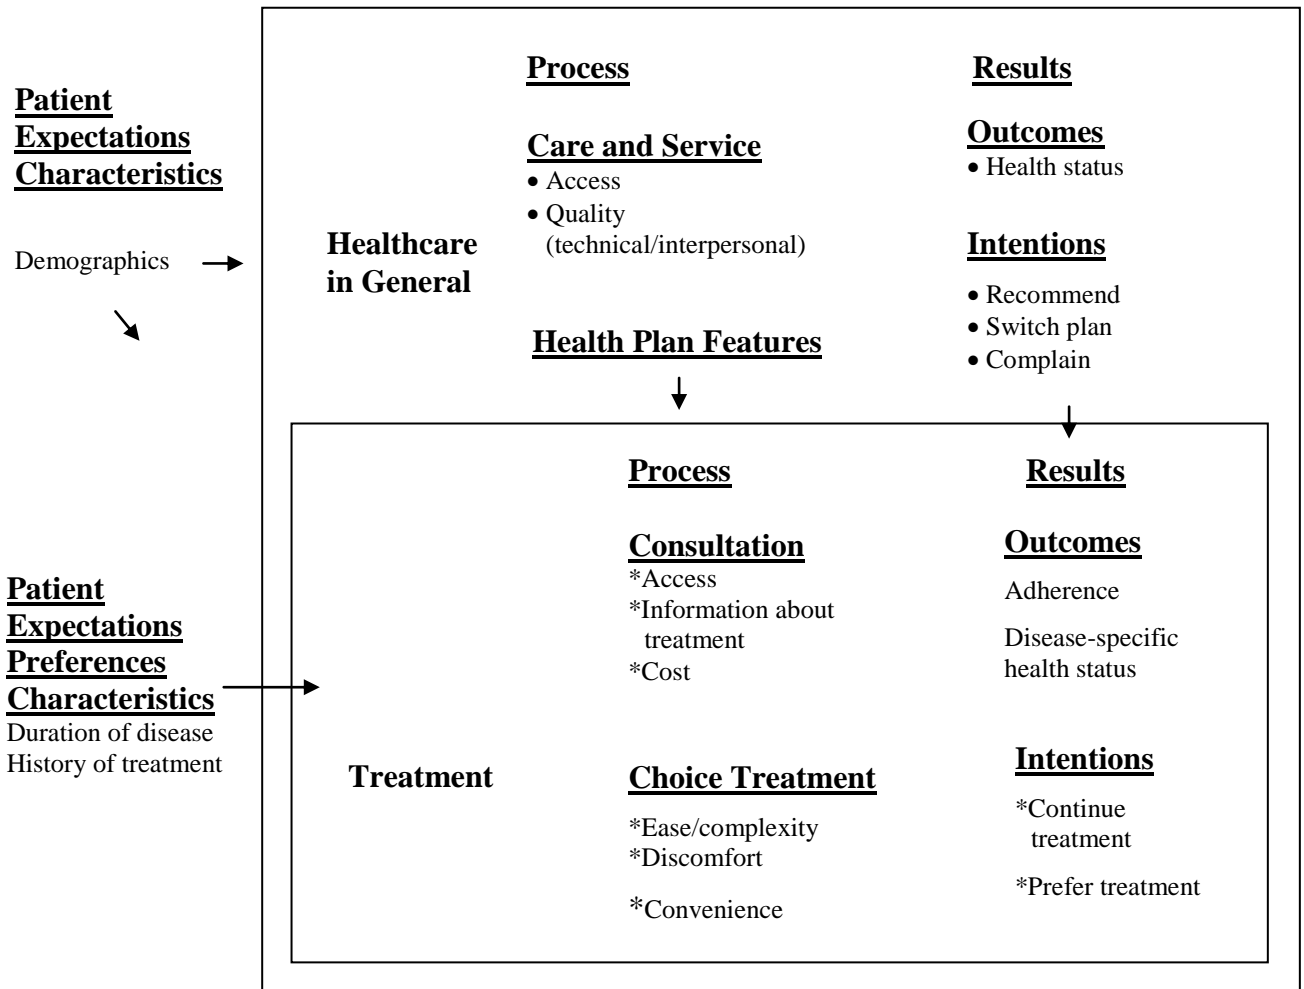 Patient
Expectations
Characteristics
Demographics
Healthcare
in General
Process
Care and Service
• Access
• Quality
(technical/interpersonal)
Health Plan Features
Results
Outcomes
• Health status
Intentions
• Recommend
• Switch plan
• Complain
Patient
Expectations
Preferences
Characteristics
Duration of disease
History of treatment
Treatment
Process
Consultation
*Access
*Information about
treatment
*Cost
Choice Treatment
*Ease/complexity
*Discomfort
*Convenience
Results
Outcomes
Adherence
Disease-specific
health status
Intentions
*Continue
treatment
*Prefer treatment